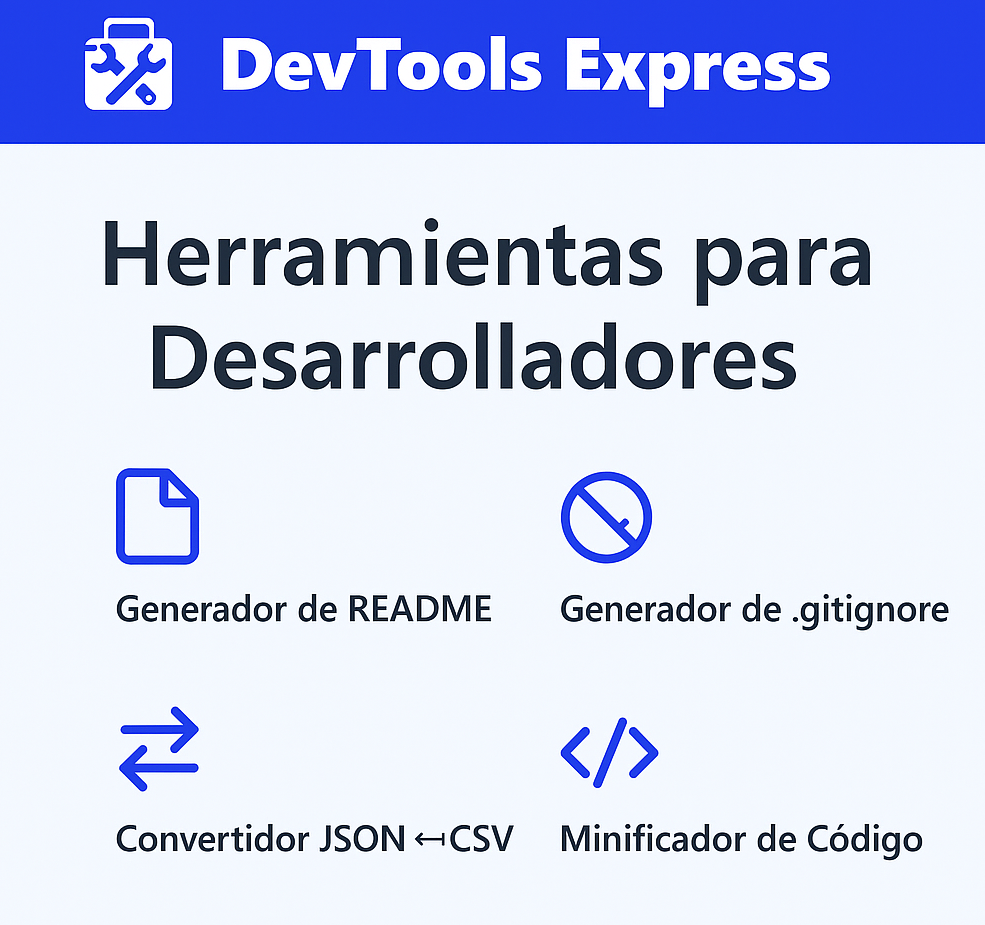 DevTools Express
Herramientas para
Desarrolladores
Generador de README
Generador de .gitignore
Convertidor JSON ↤CSV
Minificador de Código